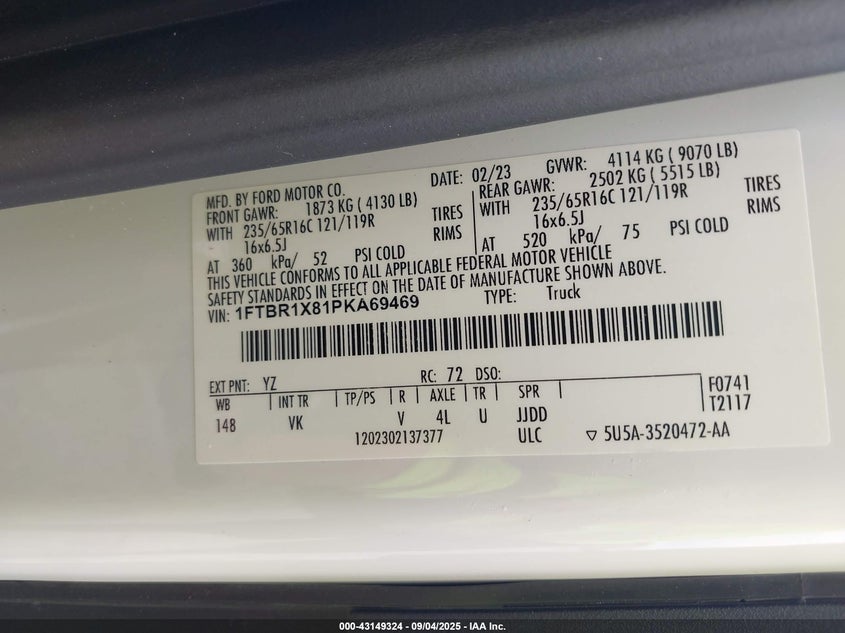 MFD. BY FORD MOTOR CO. DATE: 02/23 GVWR: 4114 KG ( 9070 LB)
FRONT GAWR: 1873 KG ( 4130 LB) REAR GAWR: 2502 KG ( 5515 LB)
WITH 235/65R16C 121/119R TIRES WITH 235/65R16C 121/119R TIRES
16x6.5J RIMS 16x6.5J RIMS
AT 360 kPa/ 52 PSI COLD AT 520 kPa/ 75 PSI COLD
THIS VEHICLE CONFORMS TO ALL APPLICABLE FEDERAL MOTOR VEHICLE
SAFETY STANDARDS IN EFFECT ON THE DATE OF MANUFACTURE SHOWN ABOVE.
VIN: 1FTBR1X81PKA69469 TYPE: Truck
EXT PNT: YZ RC: 72 DSO: F0741
WB INT TR TP/PS R AXLE TR SPR T2117
148 VK V 4L U JJDD
1202302137377 ULC ▽ 5U5A-3520472-AA
000-43149324 - 09/04/2025 - IAA Inc.